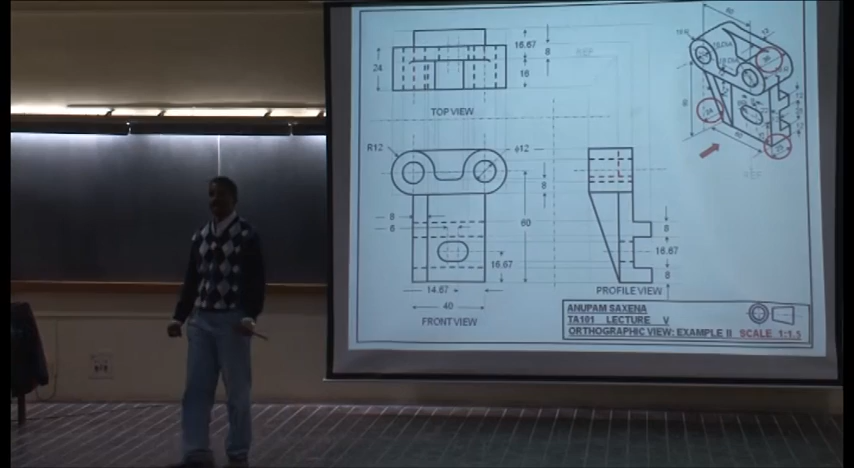 16.67
8
24
16
TOP VIEW
R12
ϕ12
8
8
6
60
16.67
8
16.67
8
14.67
40
PROFILE VIEW
FRONT VIEW
ANUPAM SAXENA
TA101 LECTURE V
ORTHOGRAPHIC VIEW: EXAMPLE II SCALE 1:1.5